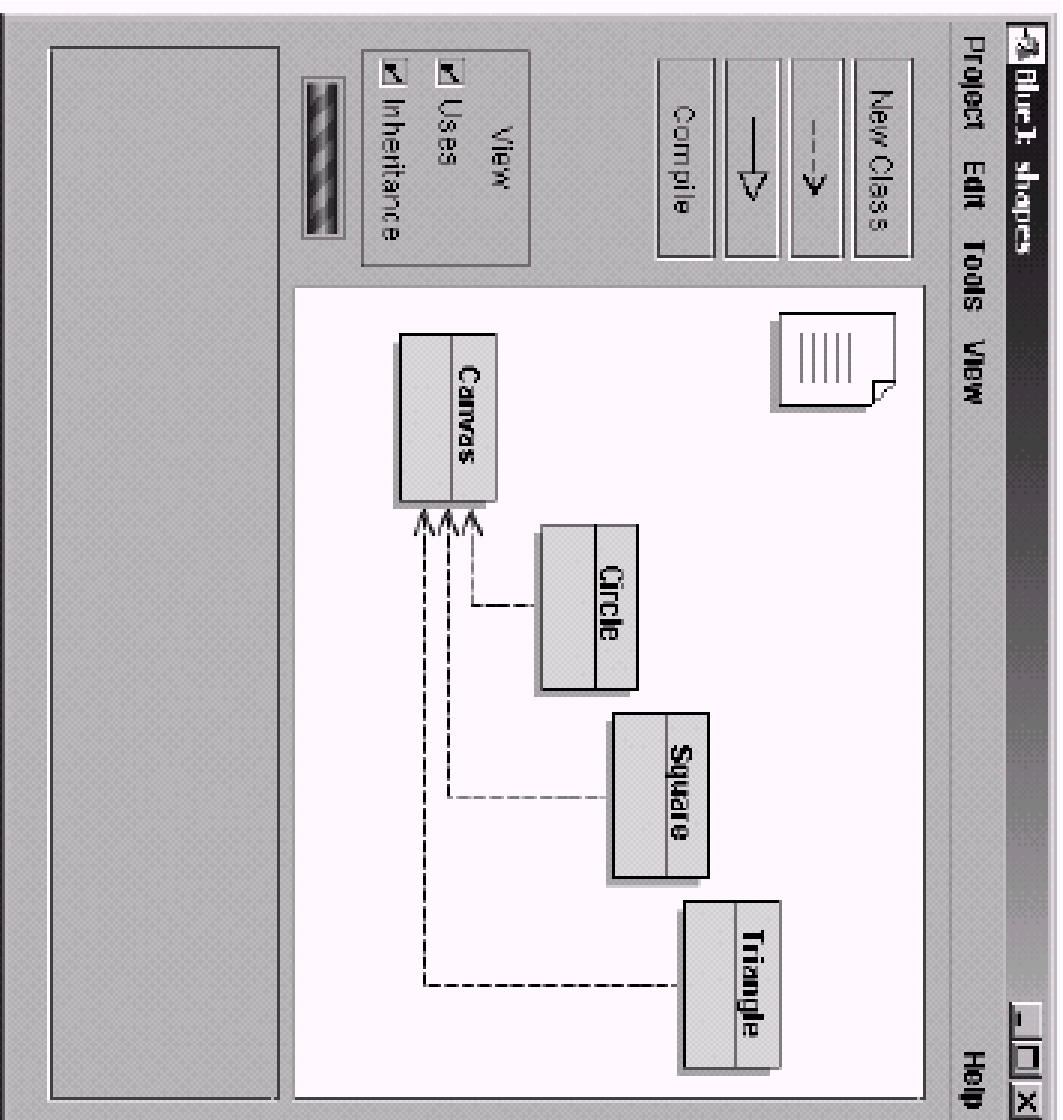 BlueJ: shapes
Project Edit Tools View Help
New Class
Compile
View
Uses
Inheritance
Canvas
Circle
Square
Triangle